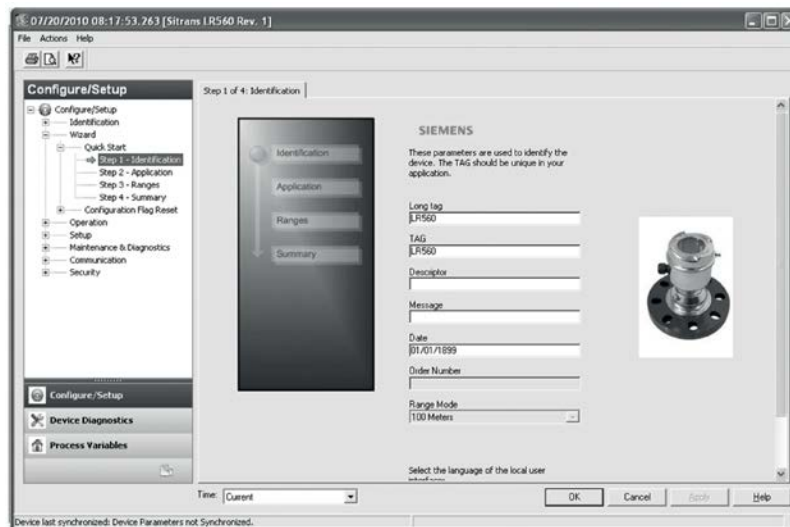 07/20/2010 08:17:53.263 [Sitrans LR560 Rev. 1]
File Actions Help
Configure/Setup
Step 1 of 4: Identification
Configure/Setup
Identification
Wizard
Quick Start
Step 1 - Identification
Step 2 - Application
Step 3 - Ranges
Step 4 - Summary
Configuration Flag Reset
Operation
Setup
Maintenance & Diagnostics
Communication
Security
Configure/Setup
Device Diagnostics
Process Variables
Identification
Application
Ranges
Summary
SIEMENS
These parameters are used to identify the
device. The TAG should be unique in your
application.
Long tag
LR560
TAG
LR560
Descriptor
Message
Date
01/01/1899
Order Number
Range Mode
100 Meters
Select the language of the local user
interface:
Time: Current
OK Cancel Apply Help
Device last synchronized: Device Parameters not Synchronized.